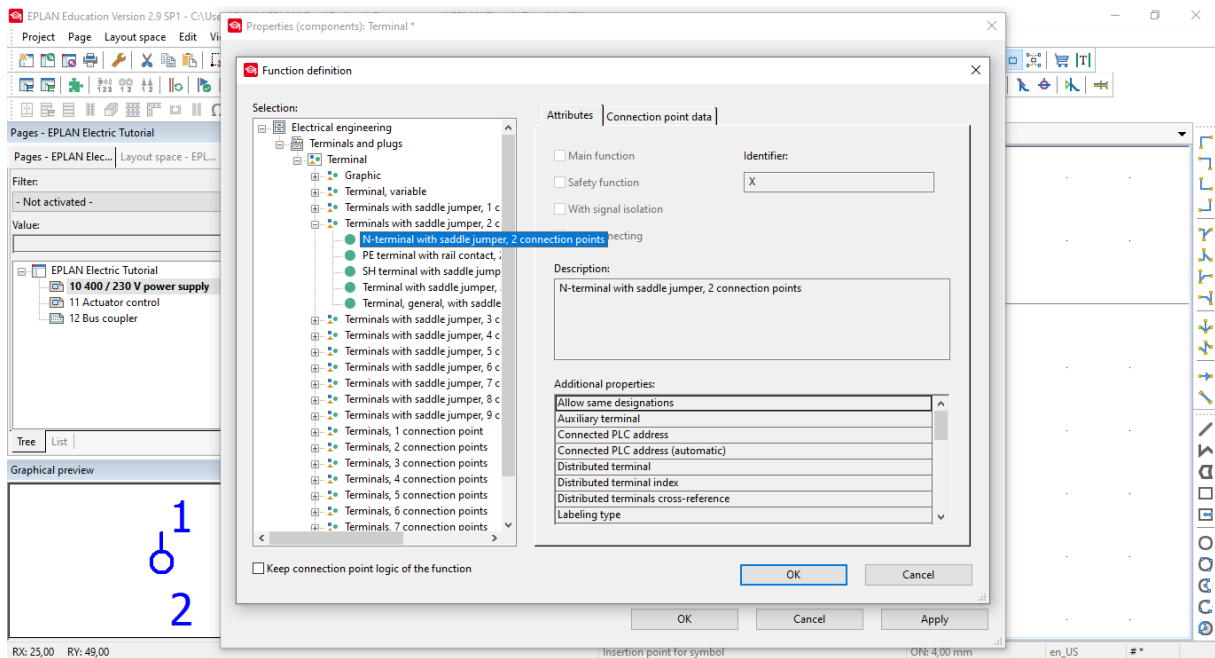 EPLAN Education Version 2.9 SP1 - C:\Use
Project Page Layout space Edit Vi
Pages - EPLAN Electric Tutorial
Pages - EPLAN Elec... Layout space - EPL...
Filter:
- Not activated -
Value:
EPLAN Electric Tutorial
10 400 / 230 V power supply
11 Actuator control
12 Bus coupler
Tree List
Graphical preview
1
2
RX: 25,00 RY: 49,00
Properties (components): Terminal *
Function definition
Selection:
Electrical engineering
Terminals and plugs
Terminal
Graphic
Terminal, variable
Terminals with saddle jumper, 1 c
Terminals with saddle jumper, 2 c
N-terminal with saddle jumper, 2 connection points
PE terminal with rail contact,
SH terminal with saddle jump
Terminal with saddle jumper,
Terminal, general, with saddle
Terminals with saddle jumper, 3 c
Terminals with saddle jumper, 4 c
Terminals with saddle jumper, 5 c
Terminals with saddle jumper, 6 c
Terminals with saddle jumper, 7 c
Terminals with saddle jumper, 8 c
Terminals with saddle jumper, 9 c
Terminals, 1 connection point
Terminals, 2 connection points
Terminals, 3 connection points
Terminals, 4 connection points
Terminals, 5 connection points
Terminals, 6 connection points
Terminals, 7 connection points
Keep connection point logic of the function
Attributes Connection point data
Main function Identifier:
Safety function X
With signal isolation
necting
Description:
N-terminal with saddle jumper, 2 connection points
Additional properties:
Allow same designations
Auxiliary terminal
Connected PLC address
Connected PLC address (automatic)
Distributed terminal
Distributed terminal index
Distributed terminals cross-reference
Labeling type
OK Cancel
OK Cancel Apply
Insertion point for symbol ON: 4,00 mm en_US # *